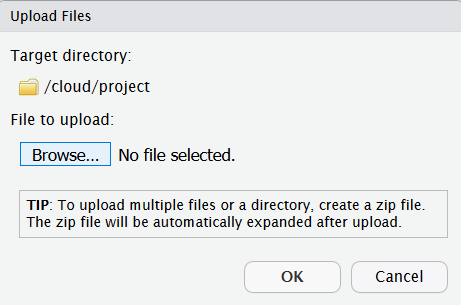 Upload Files
Target directory:
/cloud/project
File to upload:
Browse... No file selected.
TIP: To upload multiple files or a directory, create a zip file.
The zip file will be automatically expanded after upload.
OK Cancel